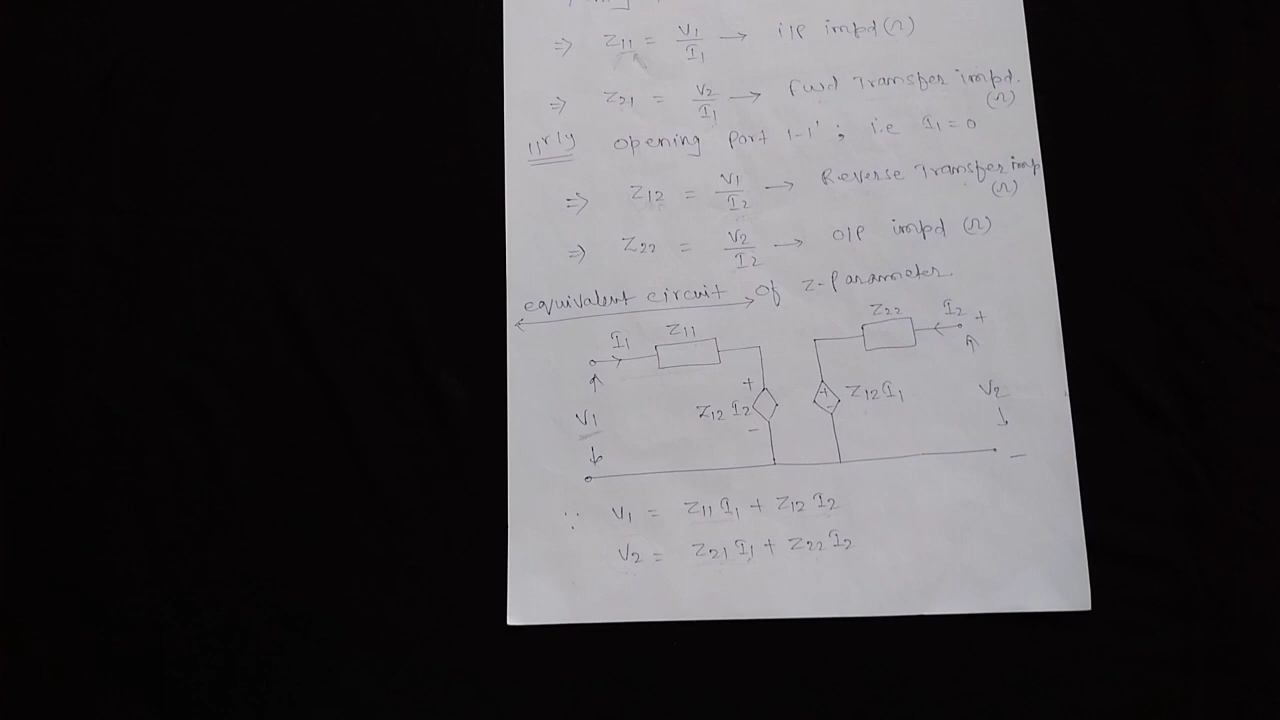 ⇒ Z11 = V1/I1 → i/p impd (Ω)
⇒ Z21 = V2/I1 → fwd Transfer impd. (Ω)
||rly opening Port 1-1' ; i.e I1 = 0
⇒ Z12 = V1/I2 → Reverse Transfer imp (Ω)
⇒ Z22 = V2/I2 → O/P impd (Ω)
equivalent circuit of Z-Parameter.
I1 Z11 Z22 I2 +
+ Z12 I2 − + − Z12 I1
V1 V2
−
∵ V1 = Z11 I1 + Z12 I2
V2 = Z21 I1 + Z22 I2